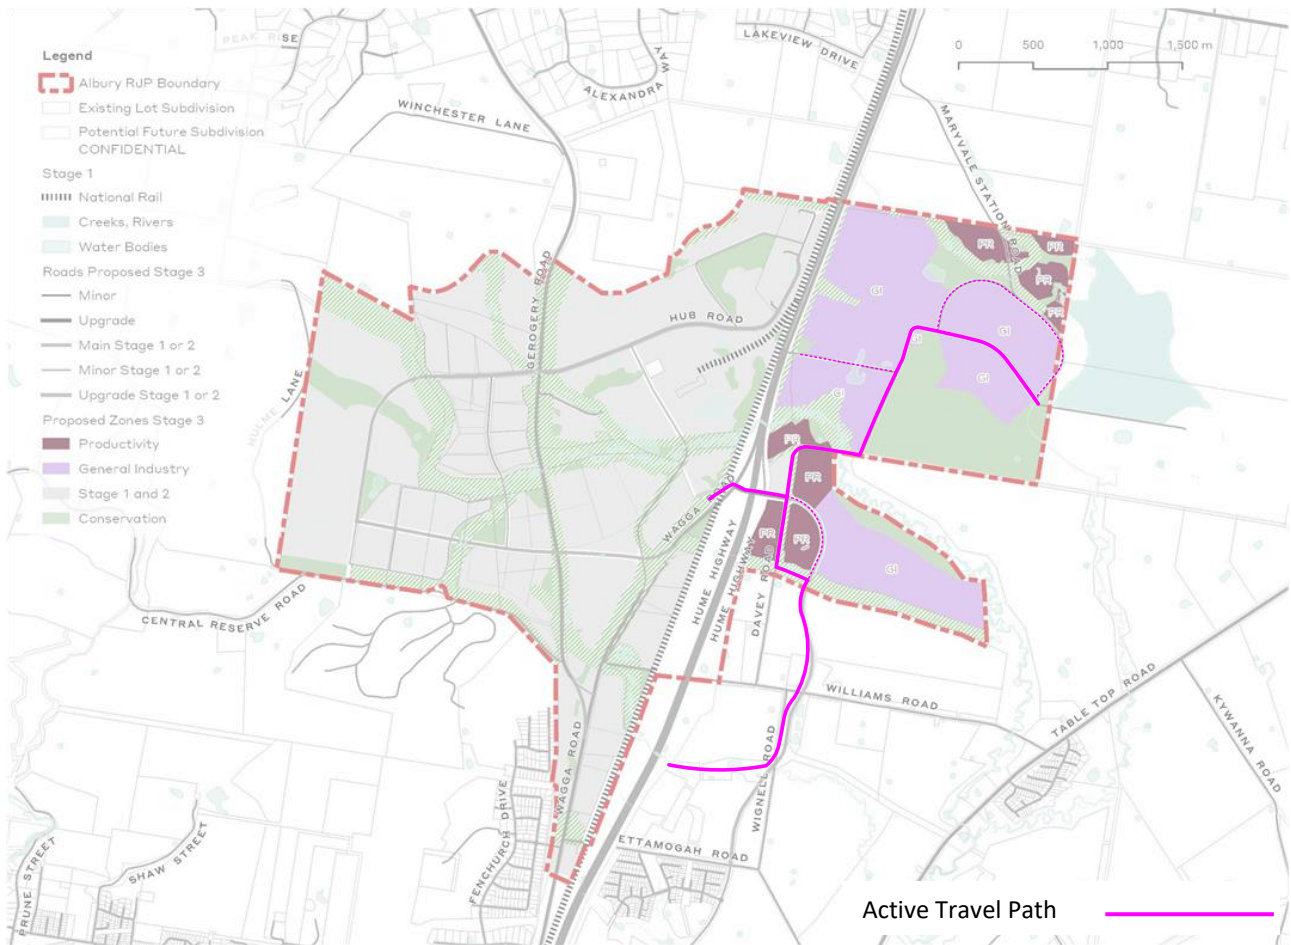 Legend
Albury RJP Boundary
Existing Lot Subdivision
Potential Future Subdivision
CONFIDENTIAL
Stage 1
National Rail
Creeks, Rivers
Water Bodies
Roads Proposed Stage 3
Minor
Upgrade
Main Stage 1 or 2
Minor Stage 1 or 2
Upgrade Stage 1 or 2
Proposed Zones Stage 3
Productivity
General Industry
Stage 1 and 2
Conservation
PEAK RISE
WINCHESTER LANE
ALEXANDRA WAY
LAKEVIEW DRIVE
0 500 1,000 1,500 m
MARYVALE STATION ROAD
GEROGERY ROAD
HUB ROAD
HULME LANE
WAGGA ROAD
HUME HIGHWAY
HUME HIGHWAY
DAVEY ROAD
CENTRAL RESERVE ROAD
WILLIAMS ROAD
TABLE TOP ROAD
KYWANNA ROAD
WAGGA ROAD
WIGNELL ROAD
FENCHURCH DRIVE
ETTAMOGAH ROAD
SHAW STREET
PRUNE STREET
PR
PR
PR
PR
GI
GI
GI
GI
GI
PR
PR
PR
PR
GI
Active Travel Path